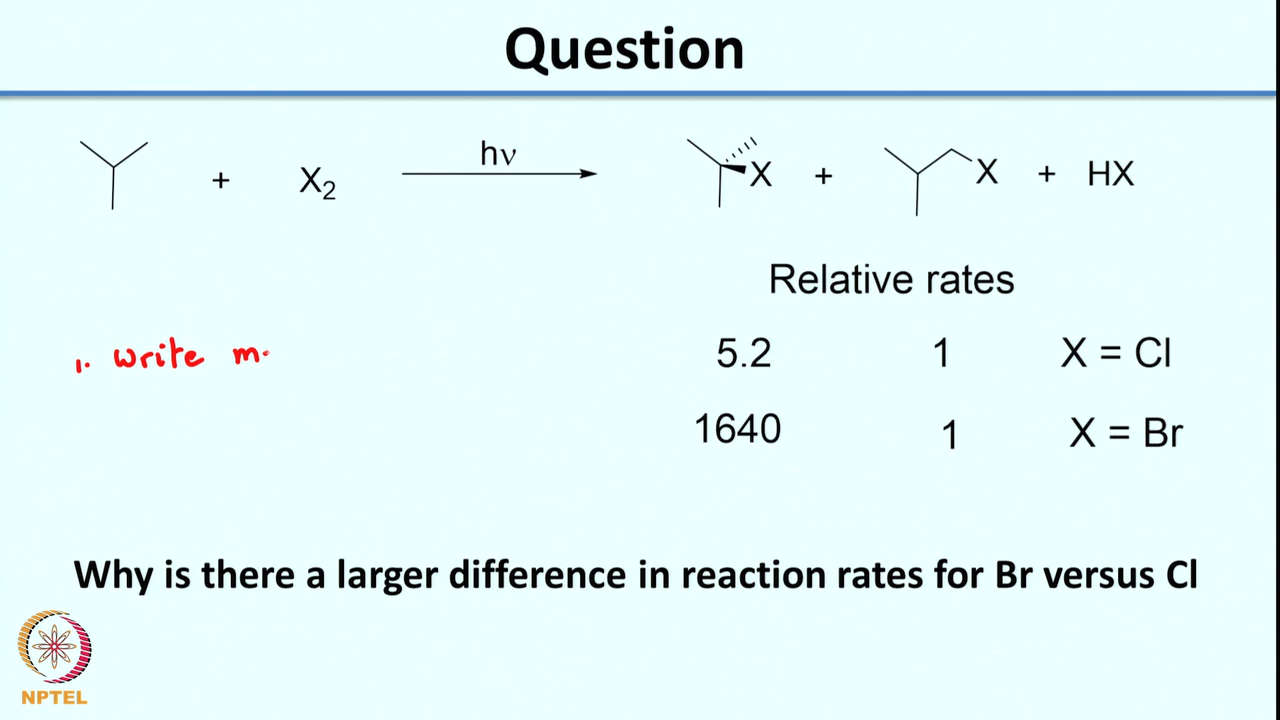 Question
+ X₂ hν X + X + HX
Relative rates
1. write m.
5.2 1 X = Cl
1640 1 X = Br
Why is there a larger difference in reaction rates for Br versus Cl
NPTEL